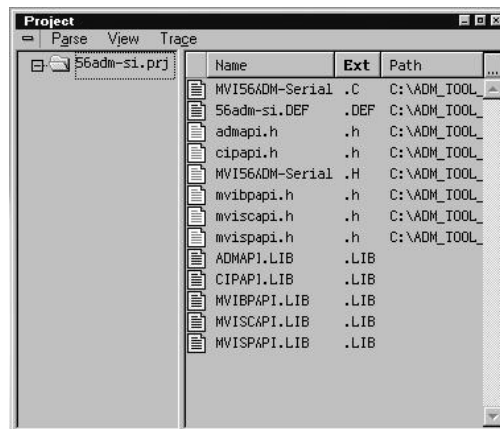 Project
Parse View Trace
56adm-si.prj
Name Ext Path ...
MVI56ADM-Serial .C C:\ADM_TOOL_
56adm-si.DEF .DEF C:\ADM_TOOL_
admapi.h .h C:\ADM_TOOL_
cipapi.h .h C:\ADM_TOOL_
MVI56ADM-Serial .H C:\ADM_TOOL_
mvibpapi.h .h C:\ADM_TOOL_
mviscapi.h .h C:\ADM_TOOL_
mvispapi.h .h C:\ADM_TOOL_
ADMAPI.LIB .LIB
CIPAPI.LIB .LIB
MVIBPAPI.LIB .LIB
MVISCAPI.LIB .LIB
MVISPAPI.LIB .LIB